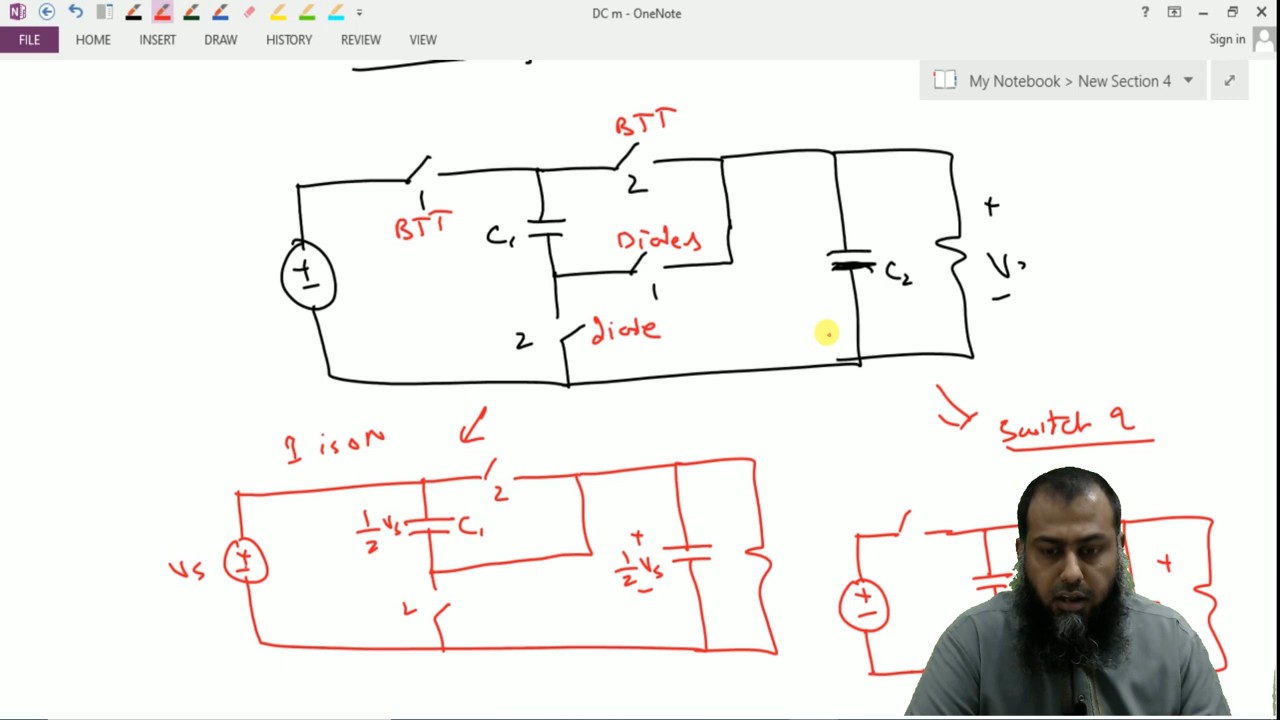 DC m - OneNote
FILE HOME INSERT DRAW HISTORY REVIEW VIEW
Sign in
My Notebook > New Section 4
BTT
2
1
BTT
C1
Diodes
1
2
diode
C2
+
V
-
1 is on
Switch 2
2
1/2 Vs
C1
Vs
+
1/2 Vs
-
2
+